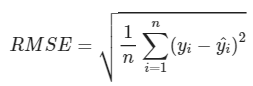 RMSE = √(1/n ∑_{i=1}^{n} (y_i − ŷ_i)²)